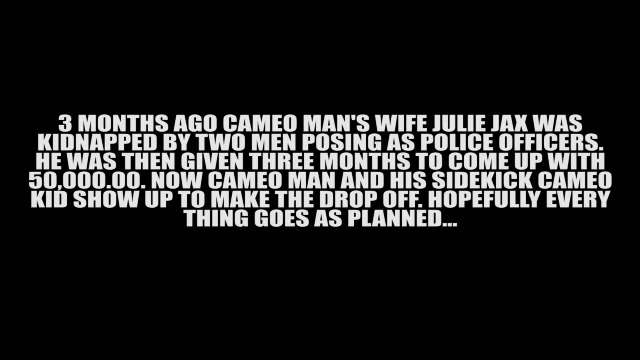 3 MONTHS AGO CAMEO MAN'S WIFE JULIE JAX WAS
KIDNAPPED BY TWO MEN POSING AS POLICE OFFICERS.
HE WAS THEN GIVEN THREE MONTHS TO COME UP WITH
50,000.00. NOW CAMEO MAN AND HIS SIDEKICK CAMEO
KID SHOW UP TO MAKE THE DROP OFF. HOPEFULLY EVERY
THING GOES AS PLANNED...